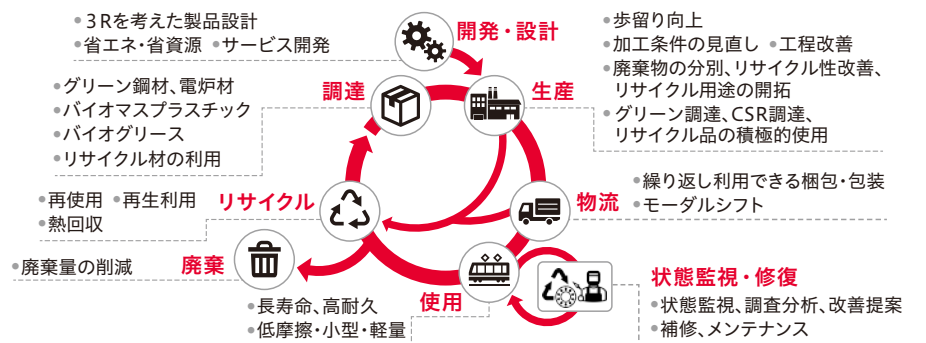 ・３Rを考えた製品設計
・省エネ・省資源 ・サービス開発
開発・設計
・歩留り向上
・加工条件の見直し ・工程改善
・廃棄物の分別、リサイクル性改善、
リサイクル用途の開拓
・グリーン調達、CSR調達、
リサイクル品の積極的使用
生産
調達
・グリーン鋼材、電炉材
・バイオマスプラスチック
・バイオグリース
・リサイクル材の利用
・再使用 ・再生利用
・熱回収
リサイクル
物流
・繰り返し利用できる梱包・包装
・モーダルシフト
・廃棄量の削減
廃棄
使用
・長寿命、高耐久
・低摩擦・小型・軽量
状態監視・修復
・状態監視、調査分析、改善提案
・補修、メンテナンス